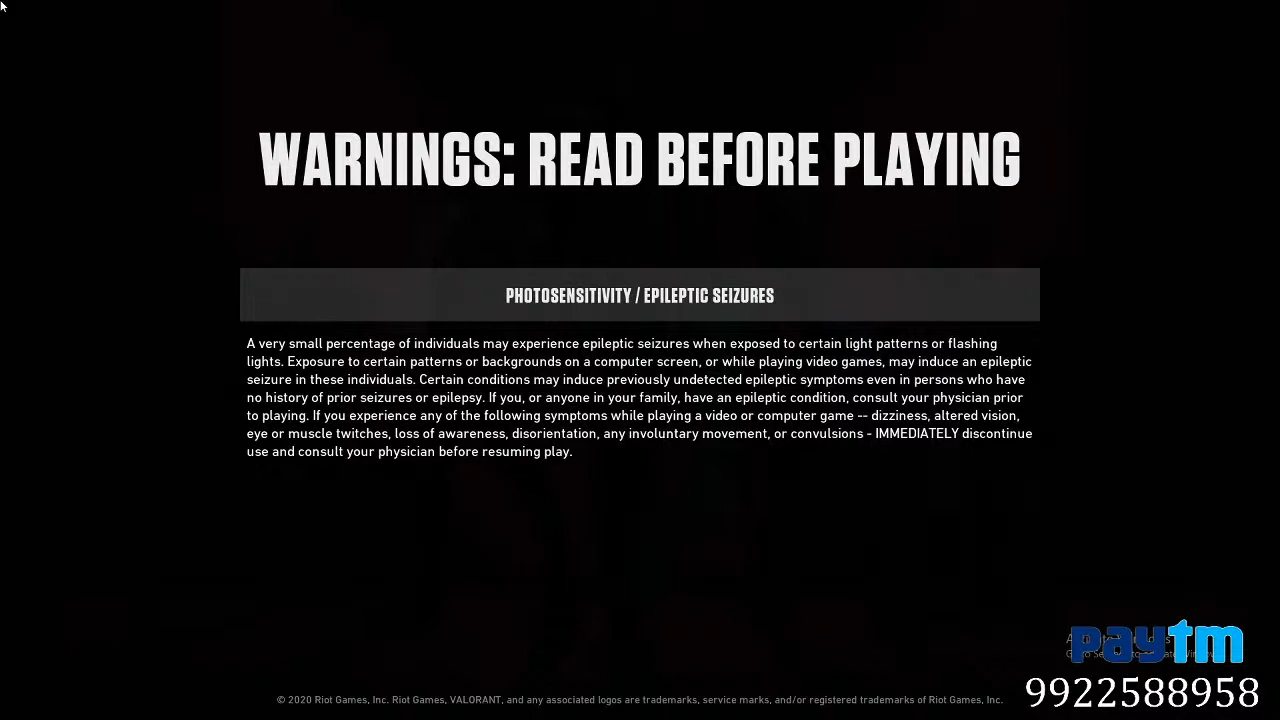 WARNINGS: READ BEFORE PLAYING
PHOTOSENSITIVITY / EPILEPTIC SEIZURES
A very small percentage of individuals may experience epileptic seizures when exposed to certain light patterns or flashing
lights. Exposure to certain patterns or backgrounds on a computer screen, or while playing video games, may induce an epileptic
seizure in these individuals. Certain conditions may induce previously undetected epileptic symptoms even in persons who have
no history of prior seizures or epilepsy. If you, or anyone in your family, have an epileptic condition, consult your physician prior
to playing. If you experience any of the following symptoms while playing a video or computer game -- dizziness, altered vision,
eye or muscle twitches, loss of awareness, disorientation, any involuntary movement, or convulsions - IMMEDIATELY discontinue
use and consult your physician before resuming play.
paytm
9922588958
© 2020 Riot Games, Inc. Riot Games, VALORANT, and any associated logos are trademarks, service marks, and/or registered trademarks of Riot Games, Inc.